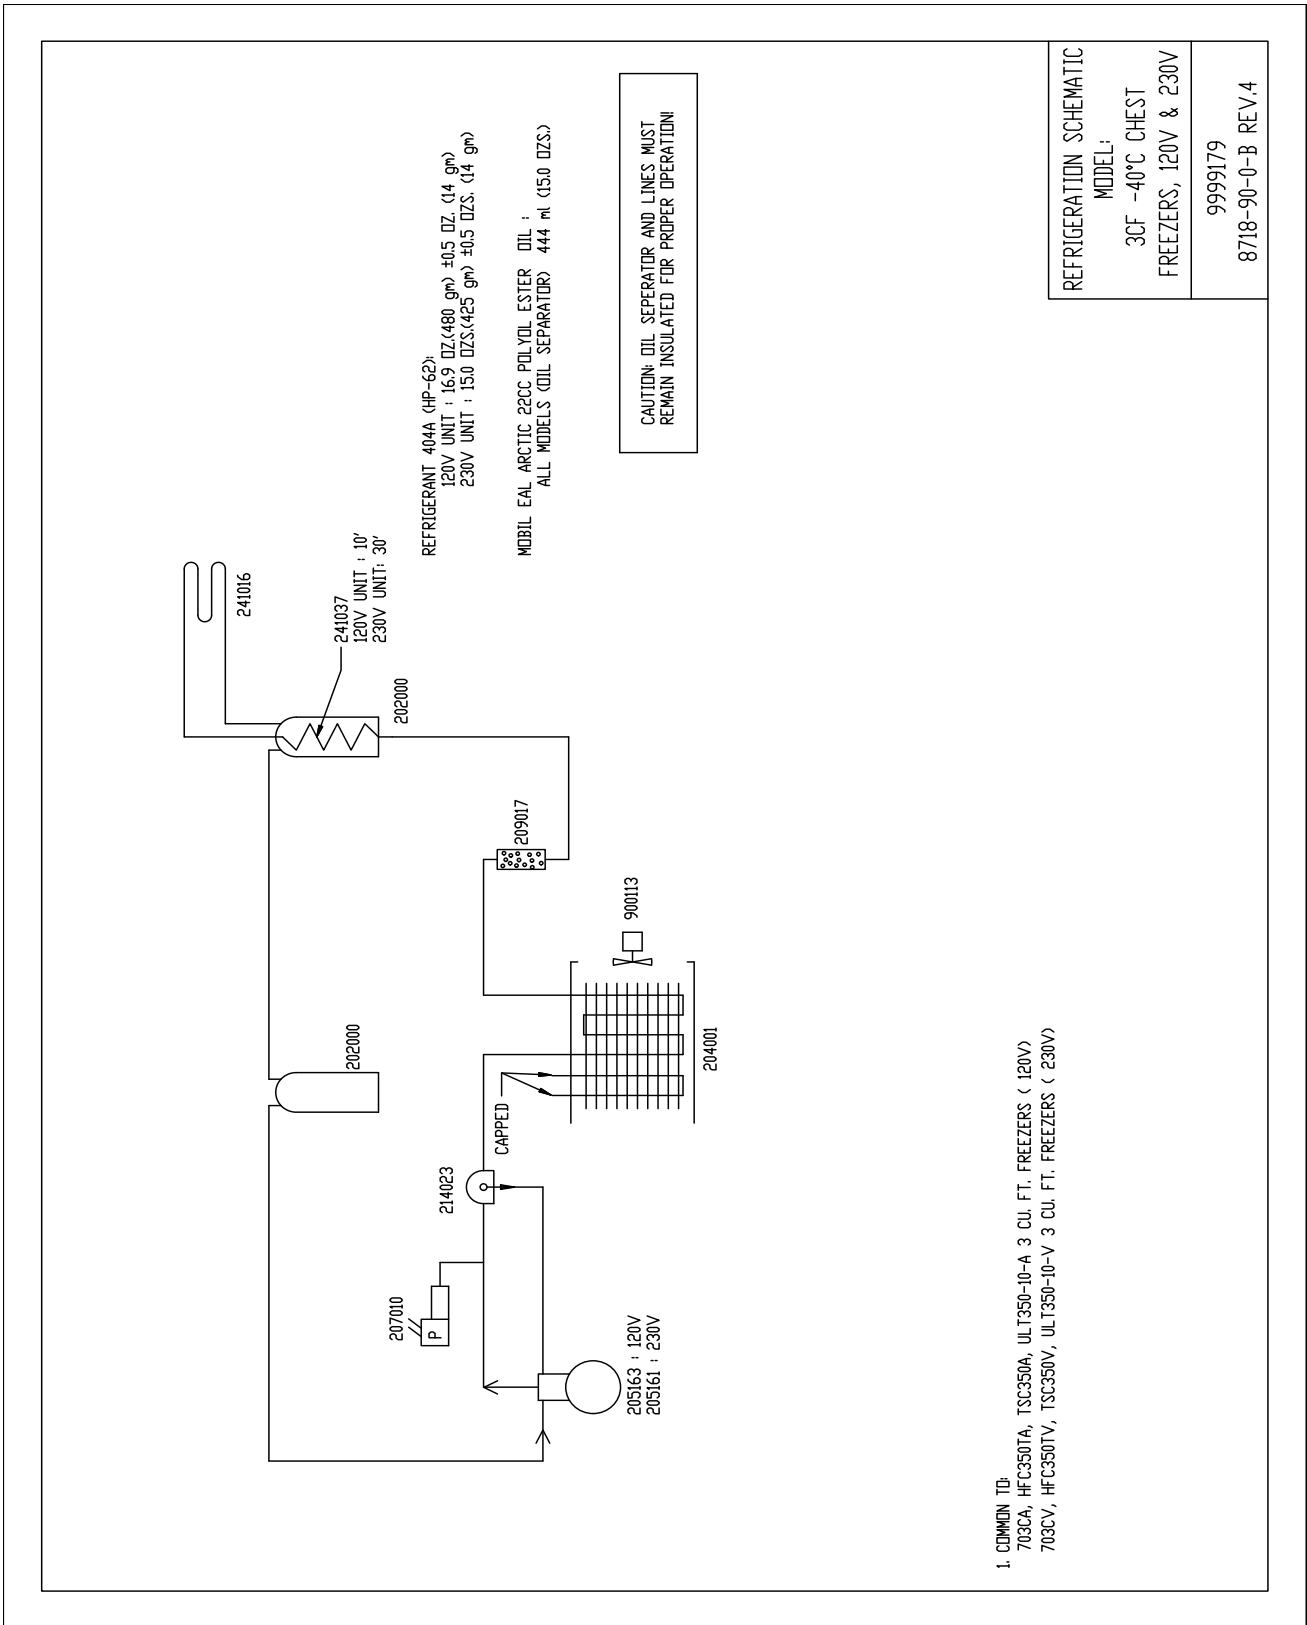 241016
241037
120V UNIT : 10'
230V UNIT: 30'
202000
202000
209017
900113
204001
CAPPED
214023
207010
P
205163 : 120V
205161 : 230V
REFRIGERANT 404A (HP-62):
120V UNIT : 16.9 OZ.(480 gm) ±0.5 OZ. (14 gm)
230V UNIT : 15.0 OZS.(425 gm) ±0.5 OZS. (14 gm)
MOBIL EAL ARCTIC 22CC POLYOL ESTER OIL :
ALL MODELS (OIL SEPARATOR) 444 ml (15.0 OZS.)
CAUTION: OIL SEPERATOR AND LINES MUST
REMAIN INSULATED FOR PROPER OPERATION!
1. COMMON TO:
703CA, HFC350TA, TSC350A, ULT350-10-A 3 CU. FT. FREEZERS ( 120V)
703CV, HFC350TV, TSC350V, ULT350-10-V 3 CU. FT. FREEZERS ( 230V)
REFRIGERATION SCHEMATIC
MODEL:
3CF -40°C CHEST
FREEZERS, 120V & 230V
9999179
8718-90-0-B REV.4